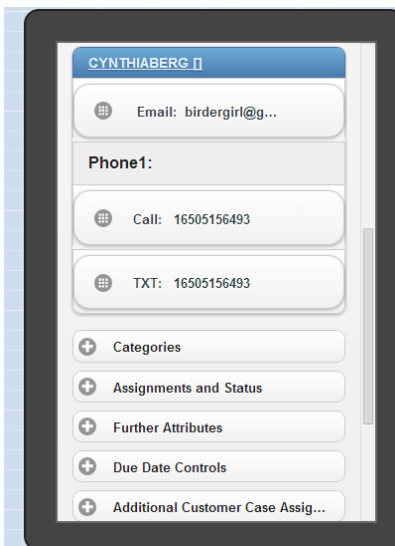 CYNTHIABERG []
Email: birdergirl@g...
Phone1:
Call: 16505156493
TXT: 16505156493
Categories
Assignments and Status
Further Attributes
Due Date Controls
Additional Customer Case Assig...